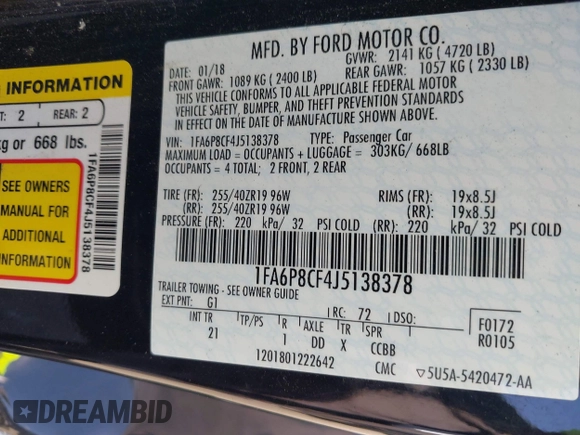 INFORMATION
2 REAR: 2
kg or 668 lbs.
SEE OWNERS
MANUAL FOR
ADDITIONAL
INFORMATION
1FA6P8CF4J5138378
MFD. BY FORD MOTOR CO.
DATE: 01/18 GVWR: 2141 KG ( 4720 LB)
FRONT GAWR: 1089 KG ( 2400 LB) REAR GAWR: 1057 KG ( 2330 LB)
THIS VEHICLE CONFORMS TO ALL APPLICABLE FEDERAL MOTOR
VEHICLE SAFETY, BUMPER, AND THEFT PREVENTION STANDARDS
IN EFFECT ON THE DATE OF MANUFACTURE SHOWN ABOVE.
VIN: 1FA6P8CF4J5138378 TYPE: Passenger Car
MAXIMUM LOAD = OCCUPANTS + LUGGAGE = 303KG/ 668LB
OCCUPANTS = 4 TOTAL; 2 FRONT, 2 REAR
TIRE (FR): 255/40ZR19 96W RIMS (FR): 19x8.5J
(RR): 255/40ZR19 96W (RR): 19x8.5J
PRESSURE (FR): 220 kPa/ 32 PSI COLD (RR): 220 kPa/ 32 PSI COLD
1FA6P8CF4J5138378
TRAILER TOWING - SEE OWNER GUIDE
EXT PNT: G1 RC: 72 DSO: F0172
INT TR TP/PS R AXLE TR SPR R0105
21 1 DD X CCBB
1201801222642 CMC 5U5A-5420472-AA
DREAMBID